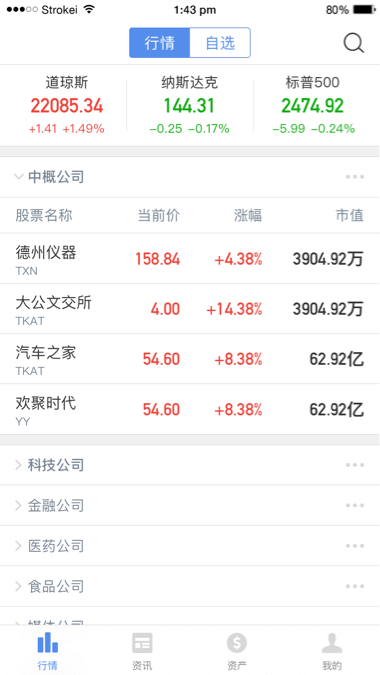 Strokei 1:43 pm 80%
行情 自选
道琼斯 纳斯达克 标普500
22085.34 144.31 2474.92
+1.41 +1.49% −0.25 −0.17% −5.99 −0.24%
中概公司
股票名称 当前价 涨幅 市值
德州仪器 158.84 +4.38% 3904.92万
TXN
大公文交所 4.00 +14.38% 3904.92万
TKAT
汽车之家 54.60 +8.38% 62.92亿
TKAT
欢聚时代 54.60 +8.38% 62.92亿
YY
科技公司
金融公司
医药公司
食品公司
媒体公司
行情 资讯 资产 我的